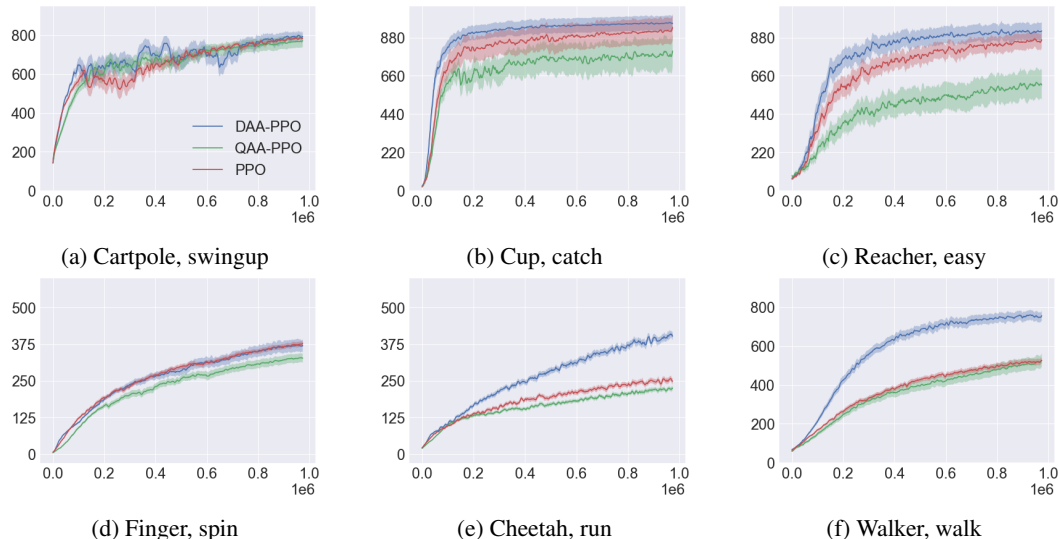 800
600
400
200
0
0.0 0.2 0.4 0.6 0.8 1.0
1e6
DAA-PPO
QAA-PPO
PPO
(a) Cartpole, swingup
880
660
440
220
0
0.0 0.2 0.4 0.6 0.8 1.0
1e6
(b) Cup, catch
880
660
440
220
0
0.0 0.2 0.4 0.6 0.8 1.0
1e6
(c) Reacher, easy
500
375
250
125
0
0.0 0.2 0.4 0.6 0.8 1.0
1e6
(d) Finger, spin
500
375
250
125
0
0.0 0.2 0.4 0.6 0.8 1.0
1e6
(e) Cheetah, run
800
600
400
200
0
0.0 0.2 0.4 0.6 0.8 1.0
1e6
(f) Walker, walk